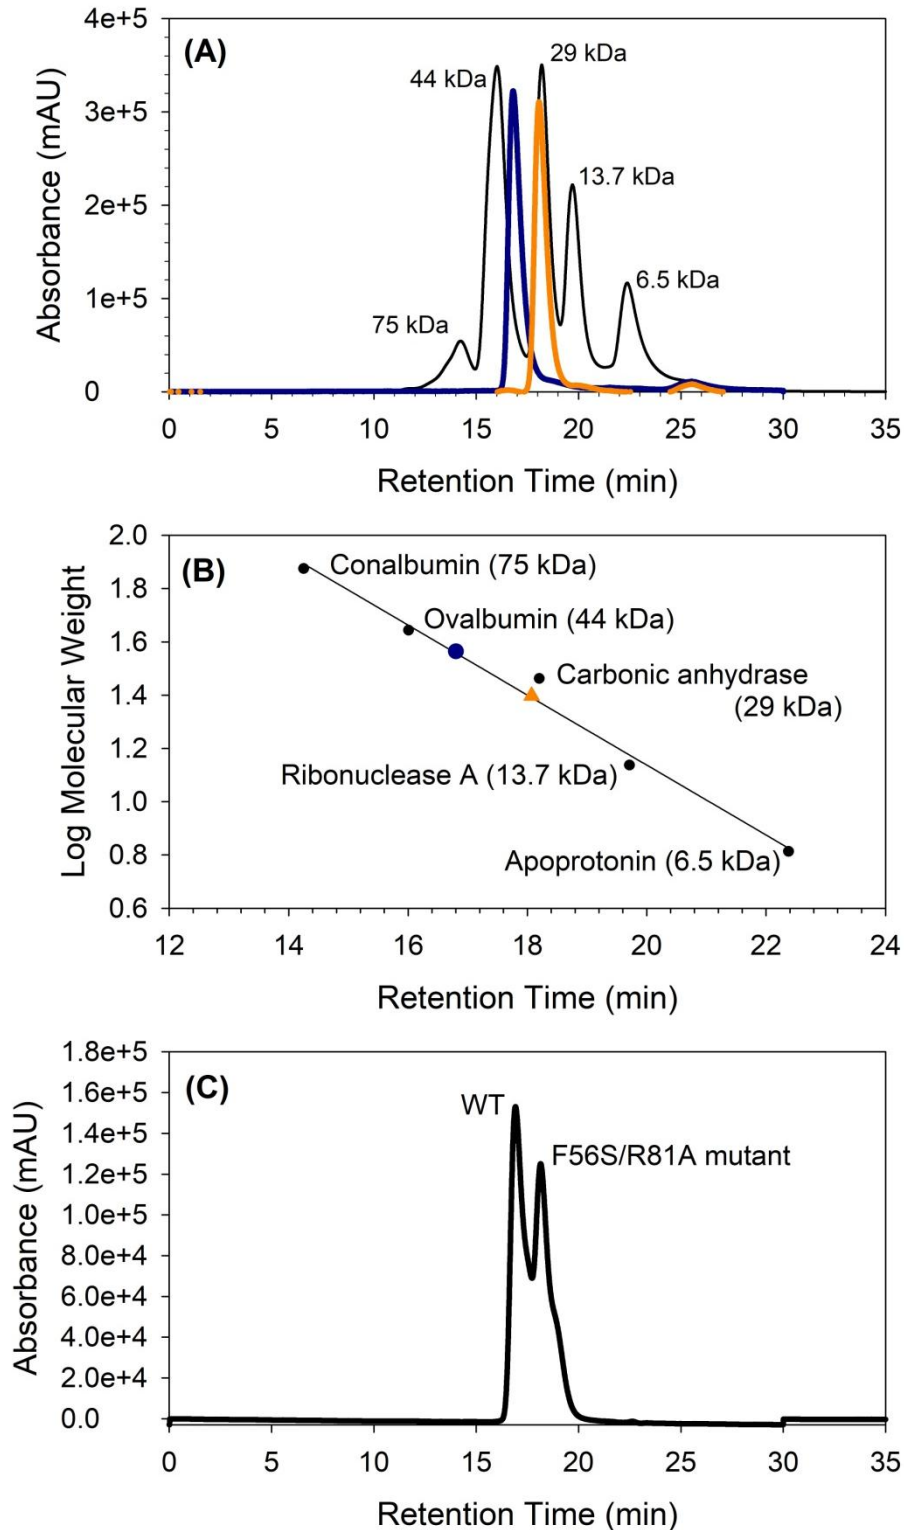 (A)
4e+5
3e+5
2e+5
1e+5
0
Absorbance (mAU)
75 kDa
44 kDa
29 kDa
13.7 kDa
6.5 kDa
0 5 10 15 20 25 30 35
Retention Time (min)
(B)
2.0
1.8
1.6
1.4
1.2
1.0
0.8
0.6
Log Molecular Weight
Conalbumin (75 kDa)
Ovalbumin (44 kDa)
Carbonic anhydrase
(29 kDa)
Ribonuclease A (13.7 kDa)
Apoprotonin (6.5 kDa)
12 14 16 18 20 22 24
Retention Time (min)
(C)
1.8e+5
1.6e+5
1.4e+5
1.2e+5
1.0e+5
8.0e+4
6.0e+4
4.0e+4
2.0e+4
0.0
Absorbance (mAU)
WT
F56S/R81A mutant
0 5 10 15 20 25 30 35
Retention Time (min)